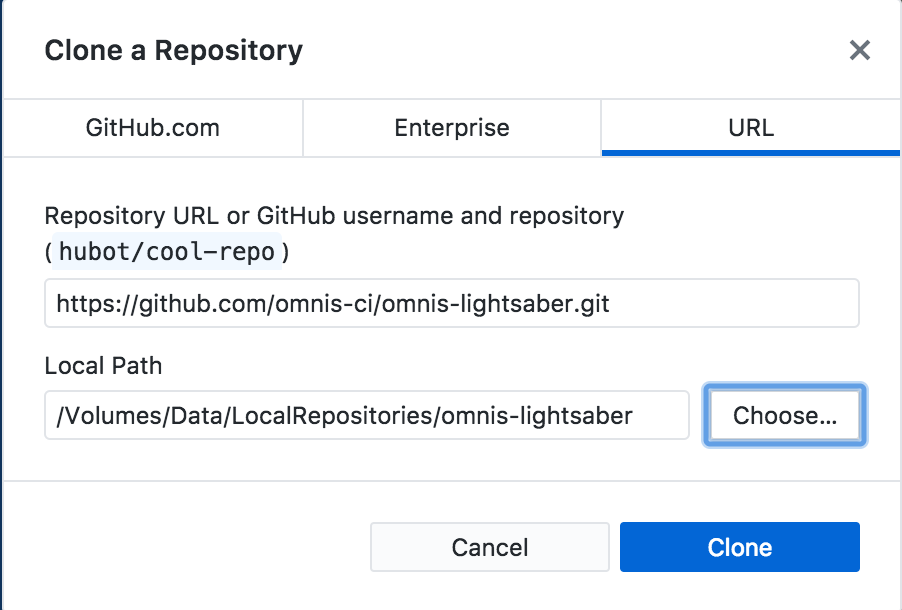 Clone a Repository
GitHub.com
Enterprise
URL
Repository URL or GitHub username and repository
(hubot/cool-repo)
https://github.com/omnis-ci/omnis-lightsaber.git
Local Path
/Volumes/Data/LocalRepositories/omnis-lightsaber
Choose...
Cancel
Clone